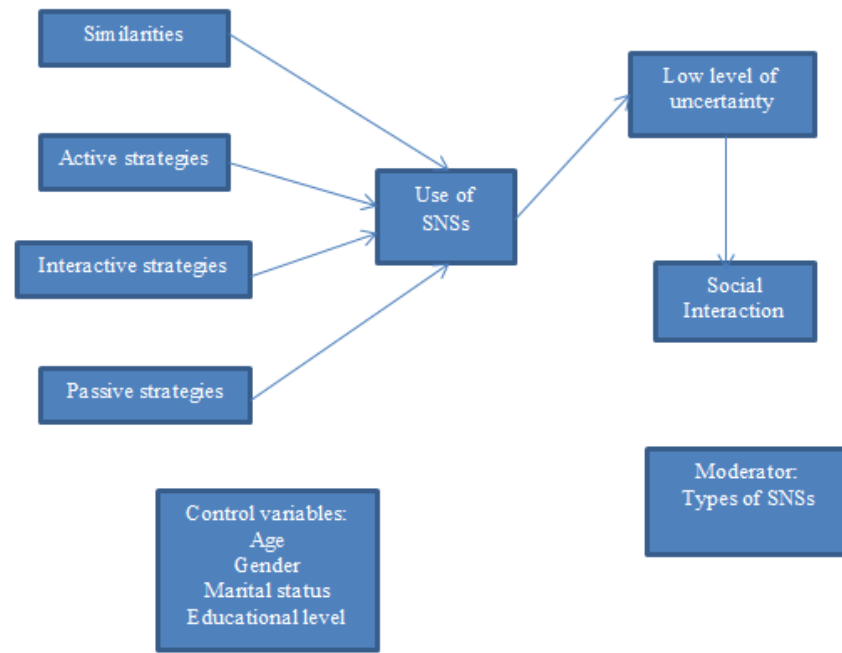 Similarities
Active strategies
Interactive strategies
Passive strategies
Use of
SNSs
Low level of
uncertainty
Social
Interaction
Moderator:
Types of SNSs
Control variables:
Age
Gender
Marital status
Educational level